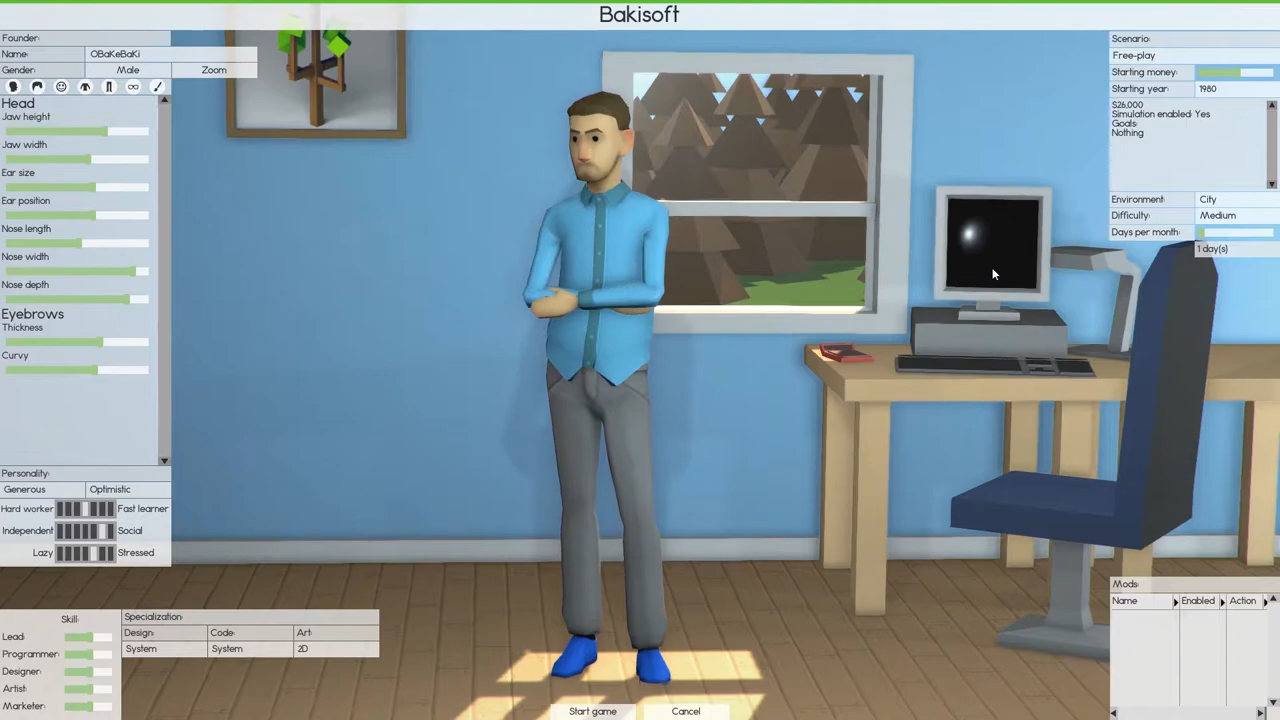 Bakisoft
Founder:
Name: OBaKeBaKi
Gender: Male Zoom
Head
Jaw height
Jaw width
Ear size
Ear position
Nose length
Nose width
Nose depth
Eyebrows
Thickness
Curvy
Personality:
Generous Optimistic
Hard worker Fast learner
Independent Social
Lazy Stressed
Skill:
Lead:
Programmer:
Designer:
Artist:
Marketer:
Specialization:
Design: Code: Art:
System System 2D
Start game Cancel
Scenario:
Free-play
Starting money:
Starting year: 1980
$26,000
Simulation enabled: Yes
Goals:
Nothing
Environment: City
Difficulty: Medium
Days per month:
1 day(s)
Mods:
Name Enabled Action